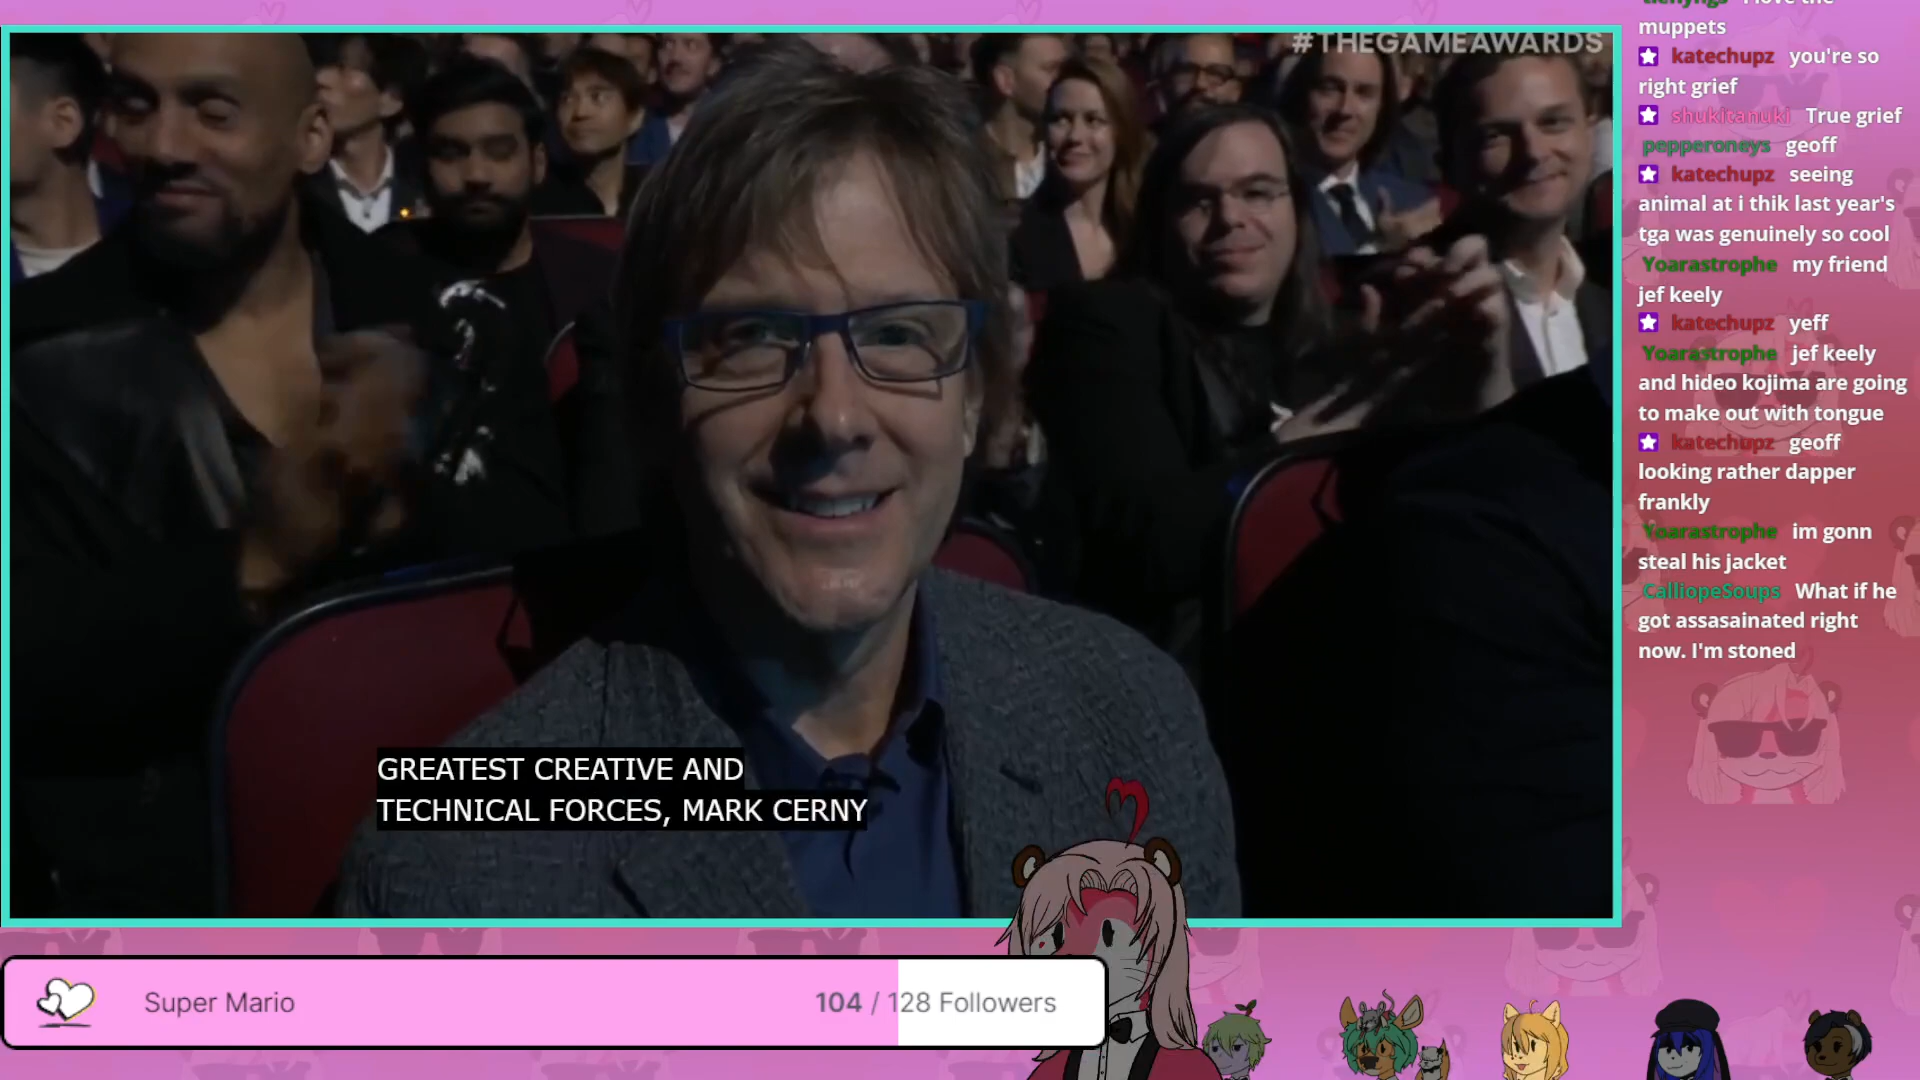 #THEGAMEAWARDS
GREATEST CREATIVE AND
TECHNICAL FORCES, MARK CERNY
Super Mario
104 / 128 Followers
muppets
katechupz you're so
right grief
shukitanuki True grief
pepperoneys geoff
katechupz seeing
animal at i thik last year's
tga was genuinely so cool
Yoarastrophe my friend
jef keely
katechupz yeff
Yoarastrophe jef keely
and hideo kojima are going
to make out with tongue
katechupz geoff
looking rather dapper
frankly
Yoarastrophe im gonn
steal his jacket
CalliopeSoups What if he
got assasainated right
now. I'm stoned